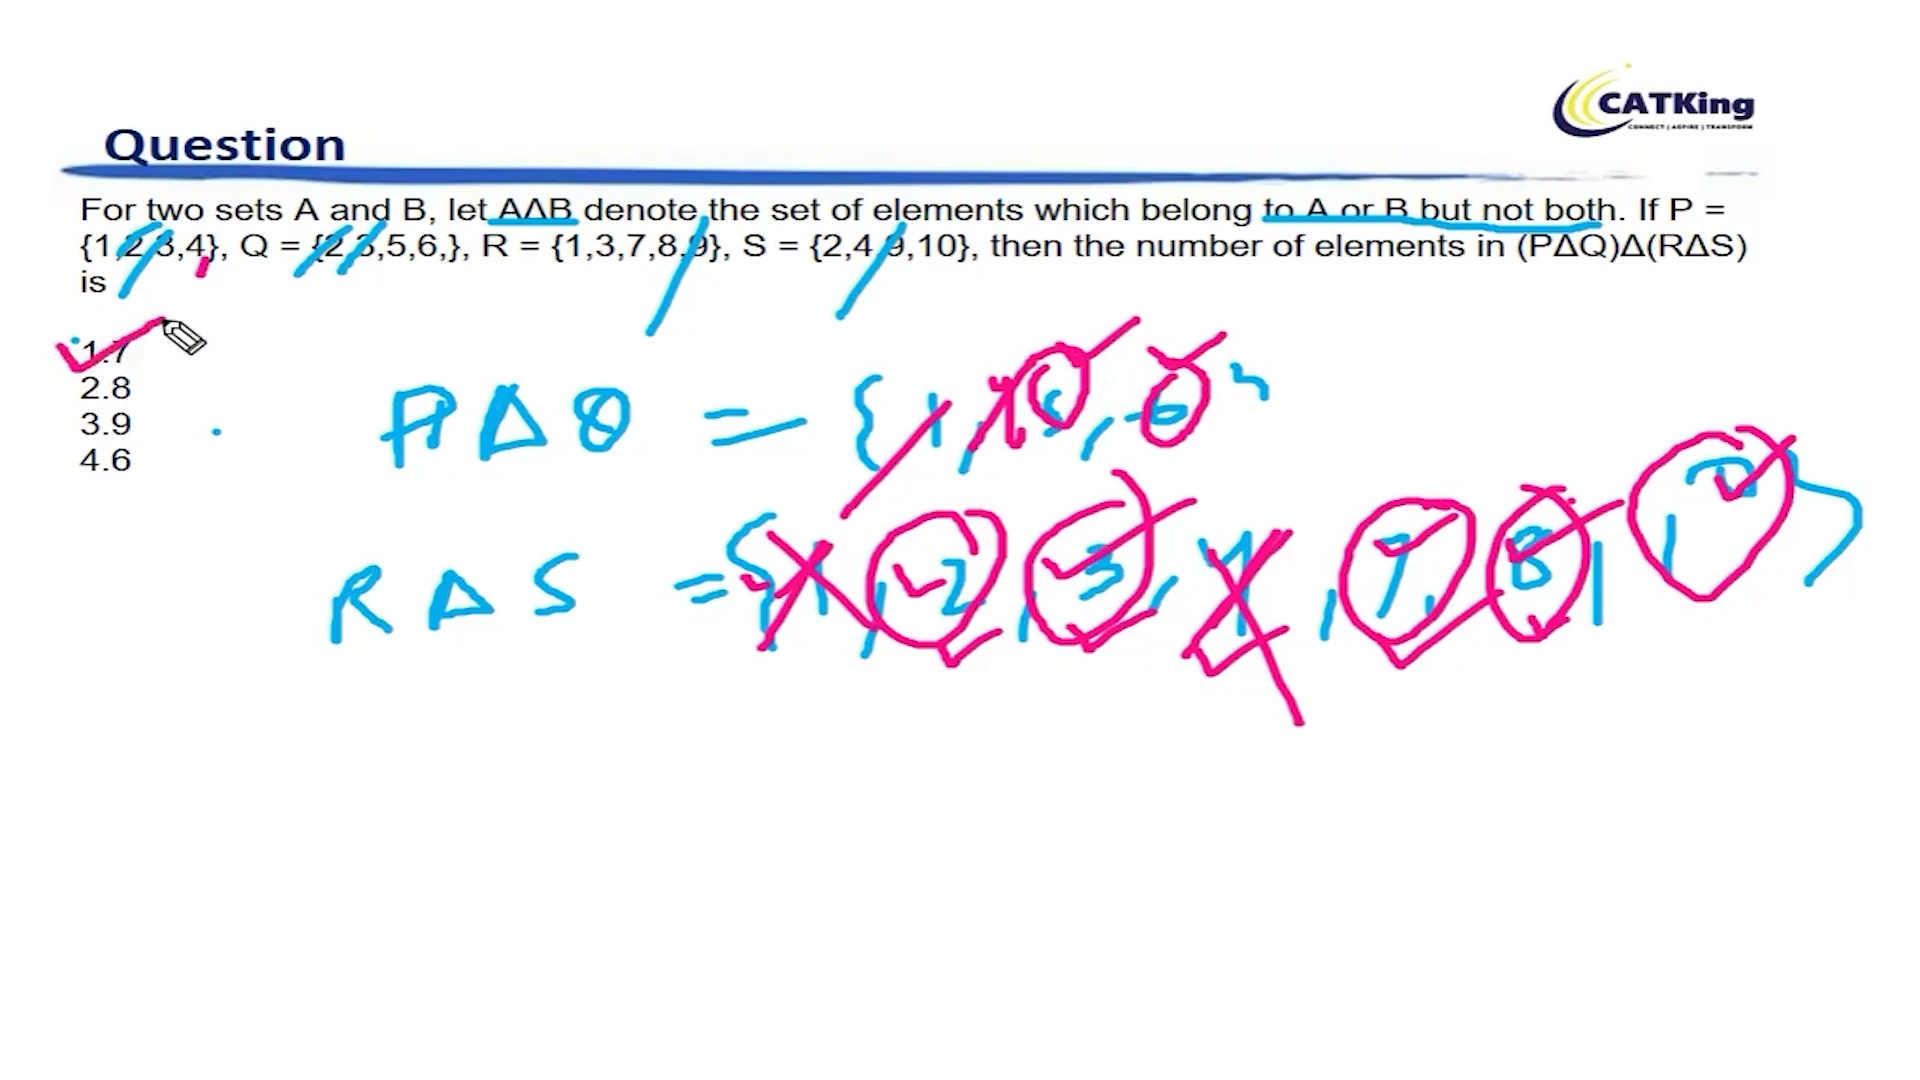 CATKing
CONNECT | ASPIRE | TRANSFORM
Question
For two sets A and B, let AΔB denote the set of elements which belong to A or B but not both. If P =
{1,2,3,4}, Q = {2,3,5,6,}, R = {1,3,7,8,9}, S = {2,4,9,10}, then the number of elements in (PΔQ)Δ(RΔS)
is
1.7
2.8
3.9
4.6
P Δ Q = {1, 4, 5, 6}
R Δ S = {1, 2, 3, 4, 7, 8, 10}